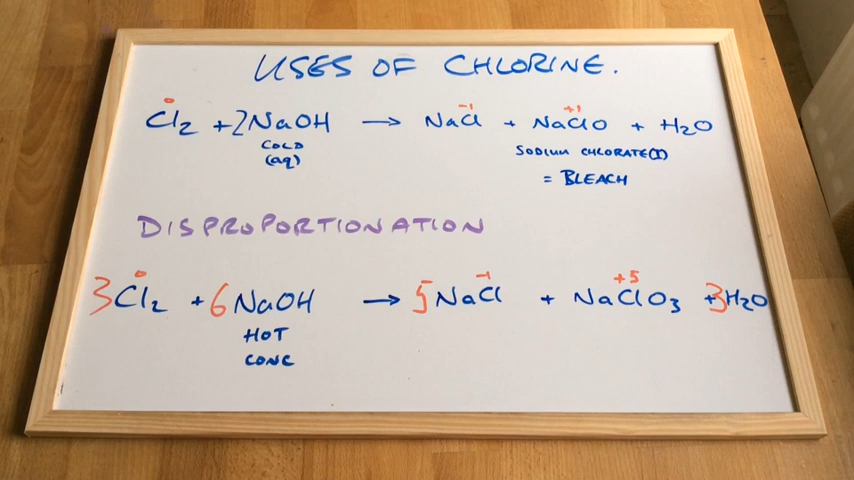 USES OF CHLORINE.
0 -1 +1
Cl2 + 2NaOH → NaCl + NaClO + H2O
COLD SODIUM CHLORATE(I)
(aq)
= BLEACH
DISPROPORTIONATION
0 -1 +5
3Cl2 + 6NaOH → 5NaCl + NaClO3 + 3H2O
HOT
CONC